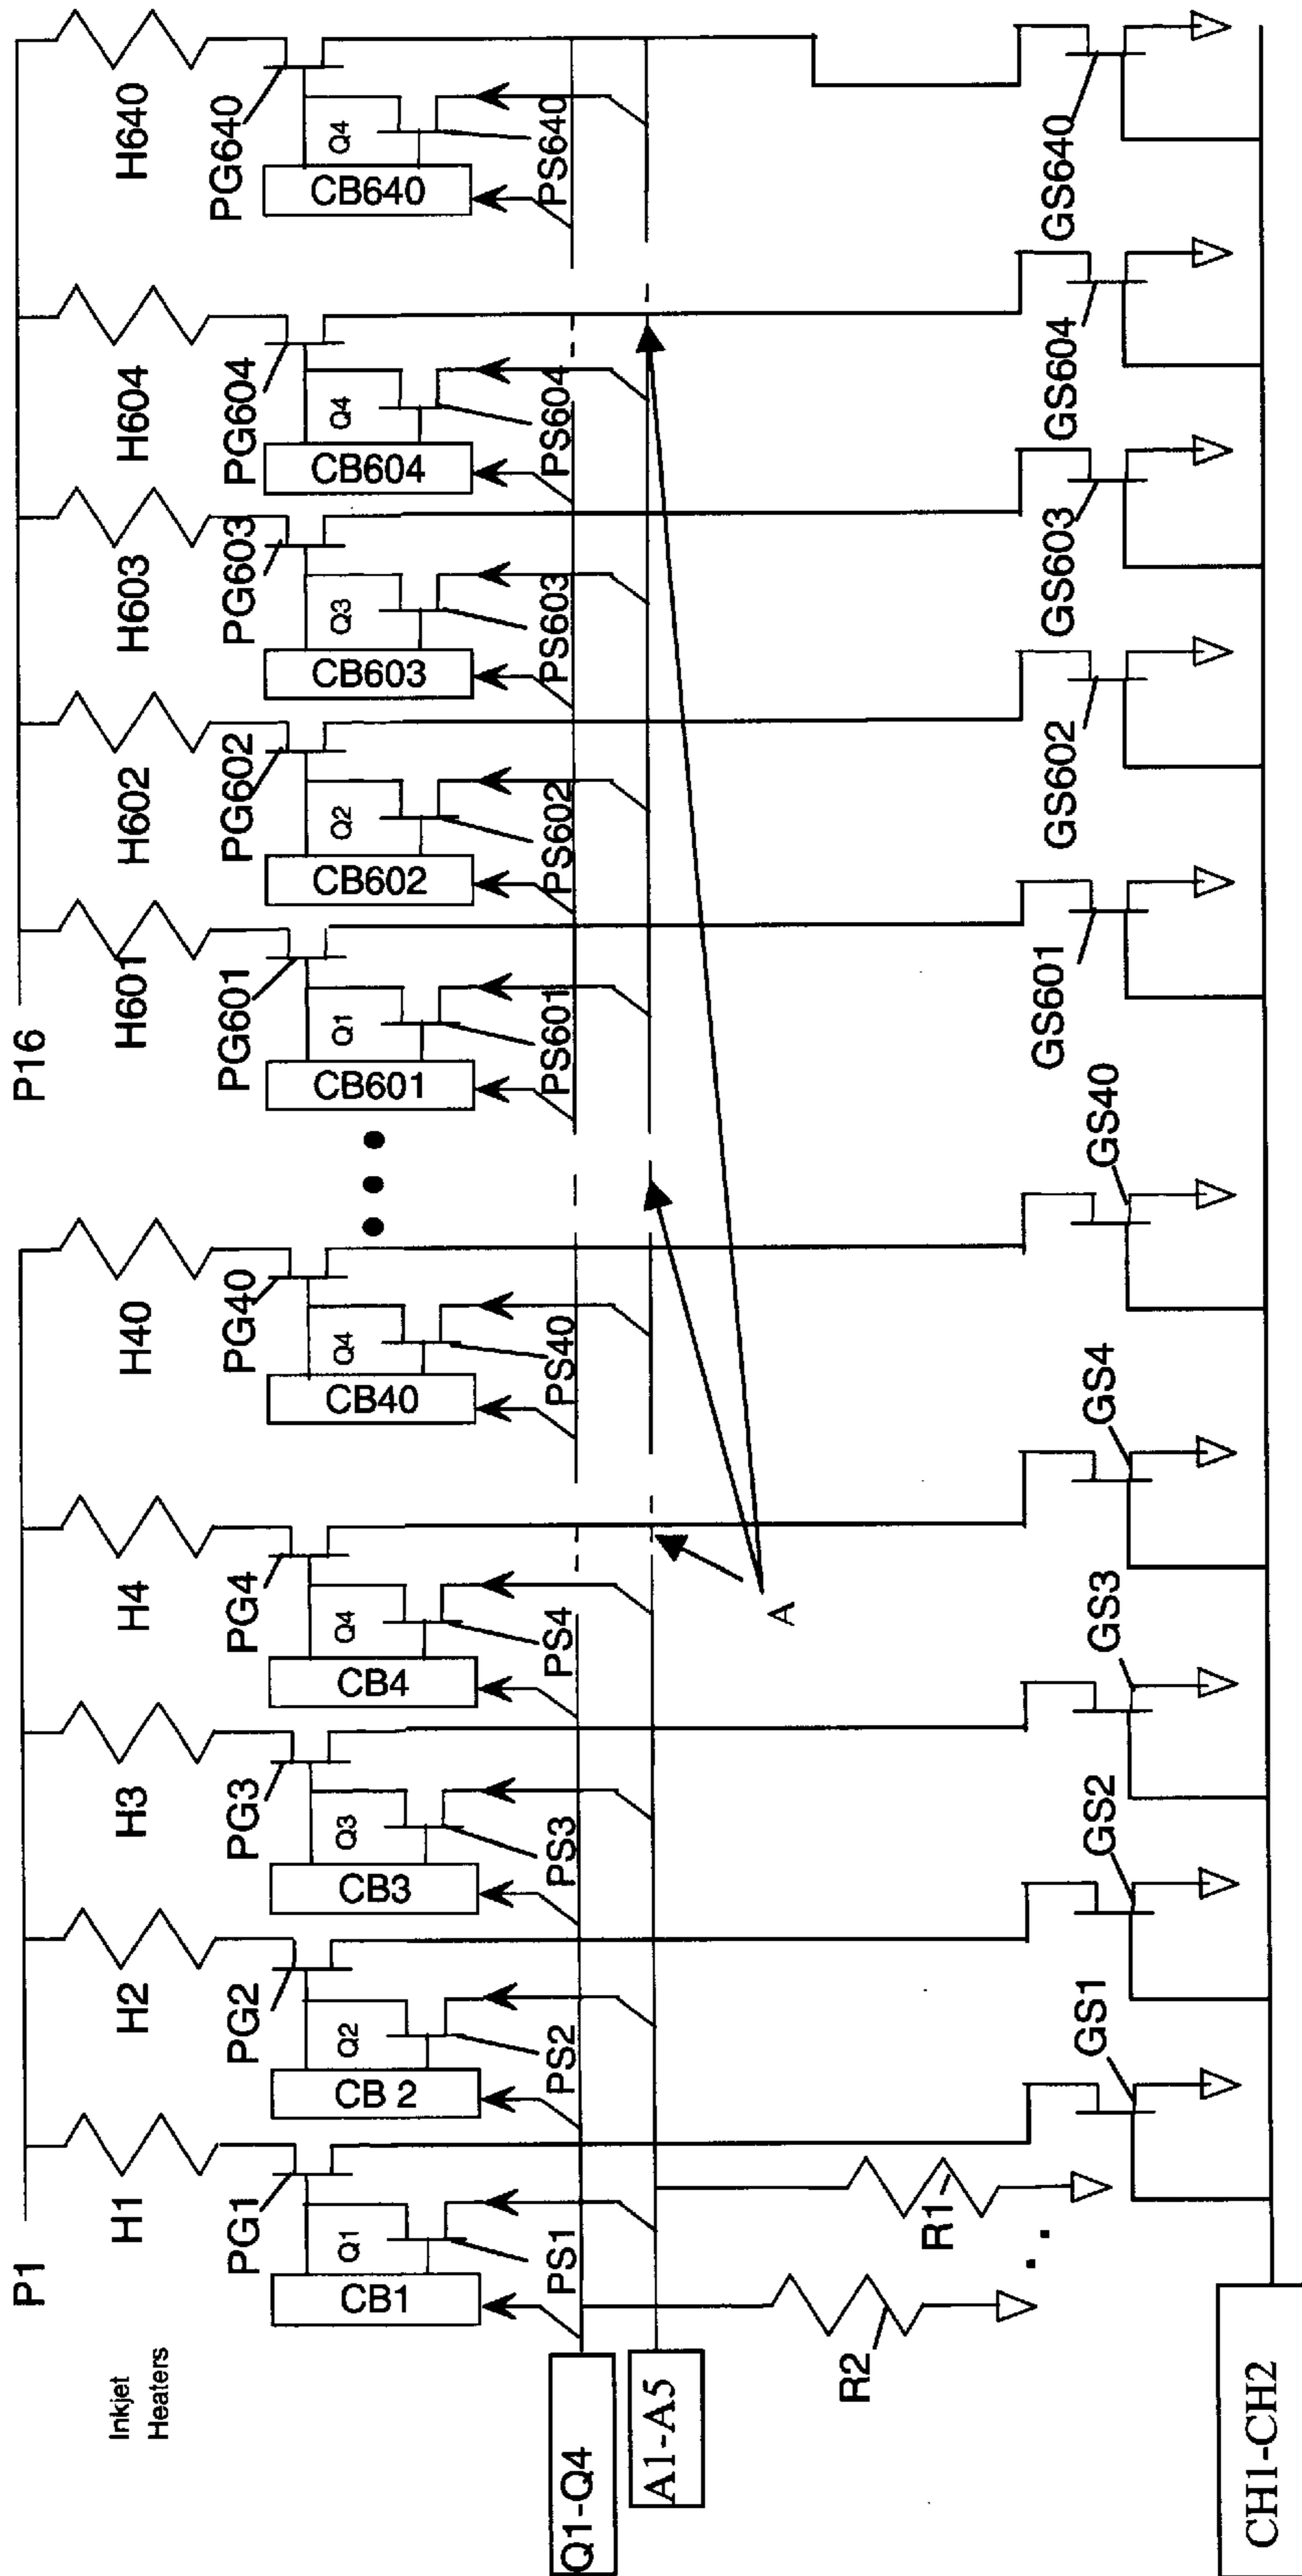 P1
P16
Inkjet
Heaters
H1
H2
H3
H4
H40
H601
H602
H603
H604
H640
PG1
PG2
PG3
PG4
PG40
PG601
PG602
PG603
PG604
PG640
Q1
Q2
Q3
Q4
Q4
Q1
Q2
Q3
Q4
Q4
CB1
CB 2
CB3
CB4
CB40
CB601
CB602
CB603
CB604
CB640
PS1
PS2
PS3
PS4
PS40
PS601
PS602
PS603
PS604
PS640
Q1-Q4
A1-A5
A
R2
R1
GS1
GS2
GS3
GS4
GS40
GS601
GS602
GS603
GS604
GS640
CH1-CH2